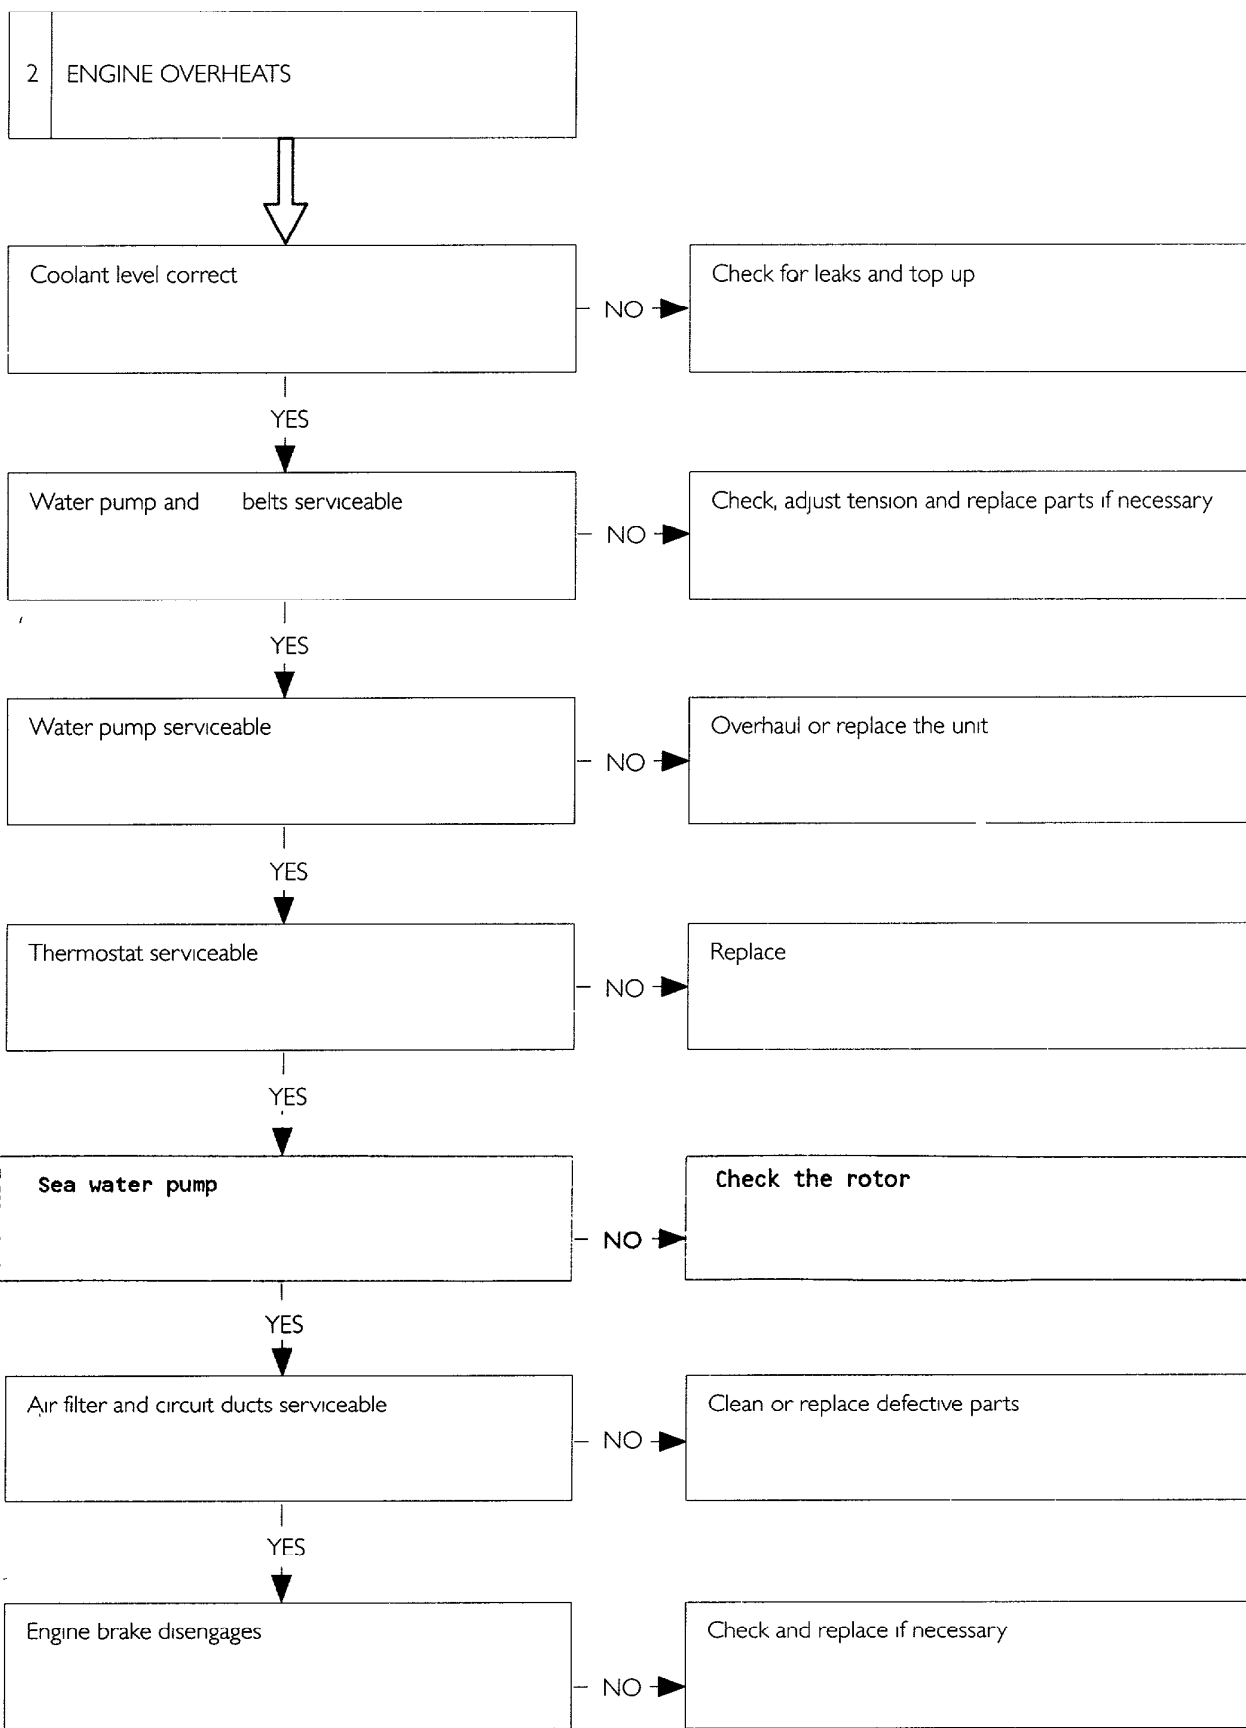 2 ENGINE OVERHEATS
Coolant level correct
NO
Check for leaks and top up
YES
Water pump and belts serviceable
NO
Check, adjust tension and replace parts if necessary
YES
Water pump serviceable
NO
Overhaul or replace the unit
YES
Thermostat serviceable
NO
Replace
YES
Sea water pump
NO
Check the rotor
YES
Air filter and circuit ducts serviceable
NO
Clean or replace defective parts
YES
Engine brake disengages
NO
Check and replace if necessary